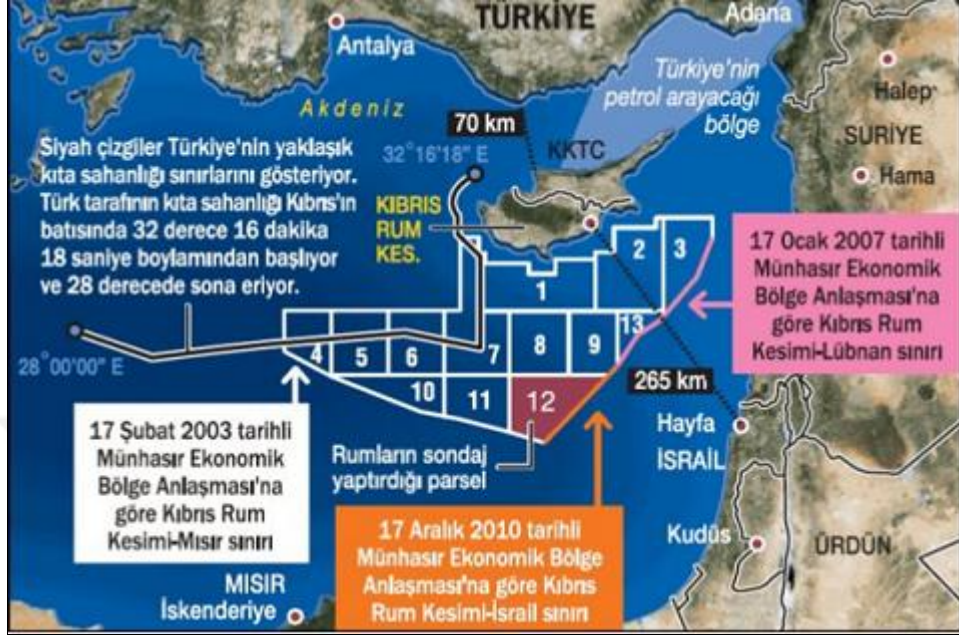 TÜRKİYE
Adana
Antalya
Akdeniz
Türkiye'nin
petrol arayacağı
bölge
Halep
SURİYE
Hama
70 km
KKTC
Siyah çizgiler Türkiye'nin yaklaşık
kıta sahanlığı sınırlarını gösteriyor.
Türk tarafının kıta sahanlığı Kıbrıs'ın
batısında 32 derece 16 dakika
18 saniye boylamından başlıyor
ve 28 derecede sona eriyor.
32°16'18" E
KIBRIS
RUM
KES.
28°00'00" E
1
2
3
4
5
6
7
8
9
13
10
11
12
17 Ocak 2007 tarihli
Münhasır Ekonomik
Bölge Anlaşması'na
göre Kıbrıs Rum
Kesimi-Lübnan sınırı
265 km
Hayfa
İSRAİL
17 Şubat 2003 tarihli
Münhasır Ekonomik
Bölge Anlaşması'na
göre Kıbrıs Rum
Kesimi-Mısır sınırı
Rumların sondaj
yaptırdığı parsel
17 Aralık 2010 tarihli
Münhasır Ekonomik Bölge
Anlaşması'na göre Kıbrıs
Rum Kesimi-İsrail sınırı
Kudüs
ÜRDÜN
MISIR
İskenderiye